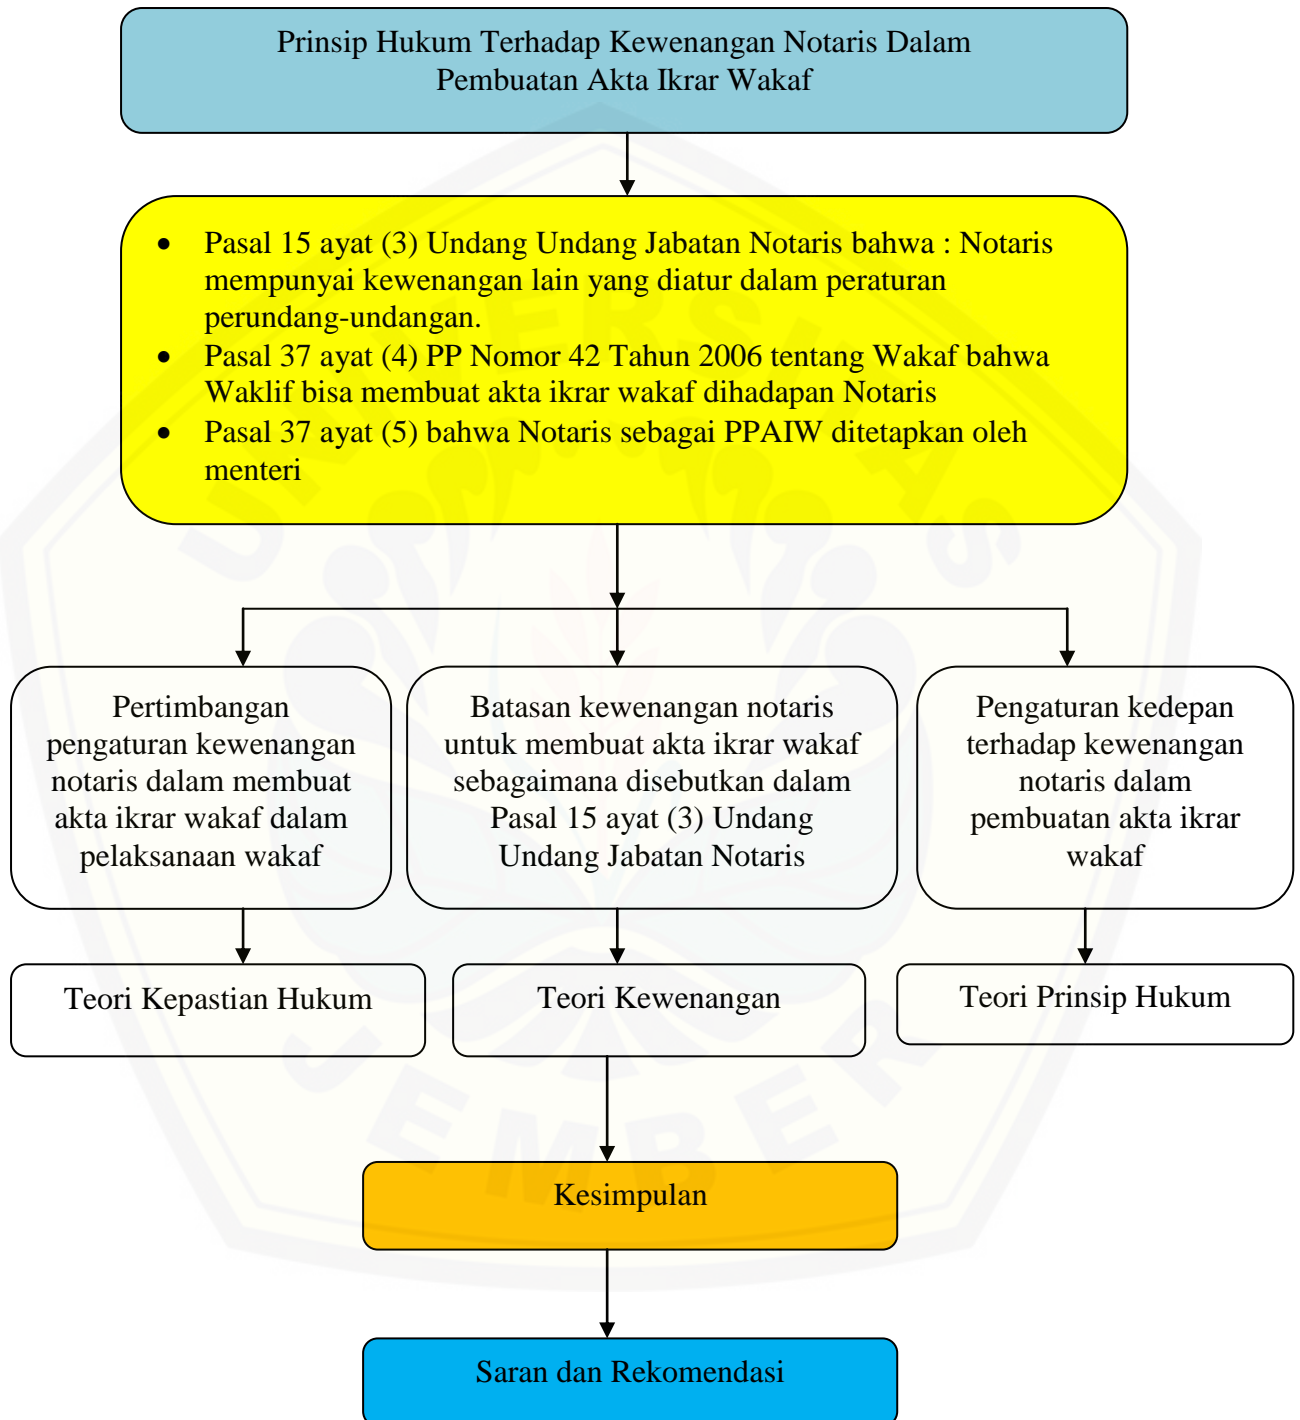 Prinsip Hukum Terhadap Kewenangan Notaris Dalam
Pembuatan Akta Ikrar Wakaf
• Pasal 15 ayat (3) Undang Undang Jabatan Notaris bahwa : Notaris
mempunyai kewenangan lain yang diatur dalam peraturan
perundang-undangan.
• Pasal 37 ayat (4) PP Nomor 42 Tahun 2006 tentang Wakaf bahwa
Waklif bisa membuat akta ikrar wakaf dihadapan Notaris
• Pasal 37 ayat (5) bahwa Notaris sebagai PPAIW ditetapkan oleh
menteri
Pertimbangan
pengaturan kewenangan
notaris dalam membuat
akta ikrar wakaf dalam
pelaksanaan wakaf
Batasan kewenangan notaris
untuk membuat akta ikrar wakaf
sebagaimana disebutkan dalam
Pasal 15 ayat (3) Undang
Undang Jabatan Notaris
Pengaturan kedepan
terhadap kewenangan
notaris dalam
pembuatan akta ikrar
wakaf
Teori Kepastian Hukum
Teori Kewenangan
Teori Prinsip Hukum
Kesimpulan
Saran dan Rekomendasi
UNIVERSITAS
JEMBER